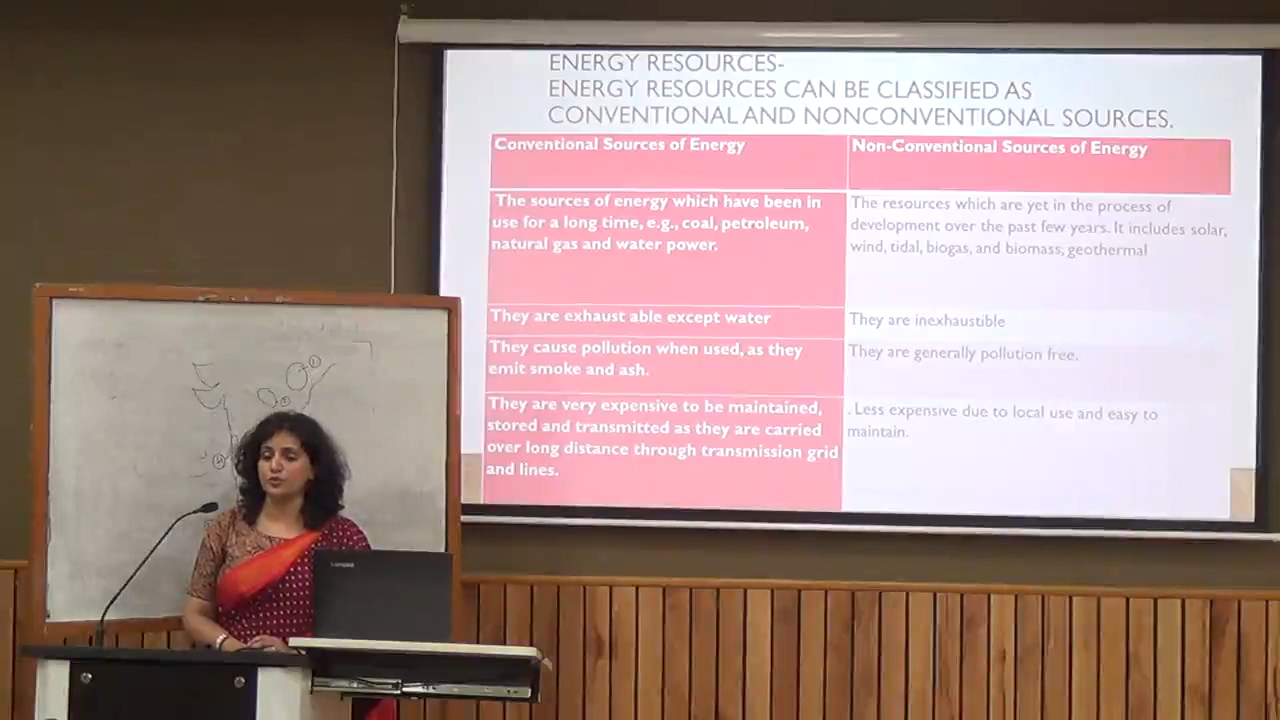 ENERGY RESOURCES-
ENERGY RESOURCES CAN BE CLASSIFIED AS
CONVENTIONAL AND NONCONVENTIONAL SOURCES.
Conventional Sources of Energy
Non-Conventional Sources of Energy
The sources of energy which have been in
use for a long time, e.g., coal, petroleum,
natural gas and water power.
The resources which are yet in the process of
development over the past few years. It includes solar,
wind, tidal, biogas, and biomass, geothermal
They are exhaust able except water
They are inexhaustible
They cause pollution when used, as they
emit smoke and ash.
They are generally pollution free.
They are very expensive to be maintained,
stored and transmitted as they are carried
over long distance through transmission grid
and lines.
. Less expensive due to local use and easy to
maintain.